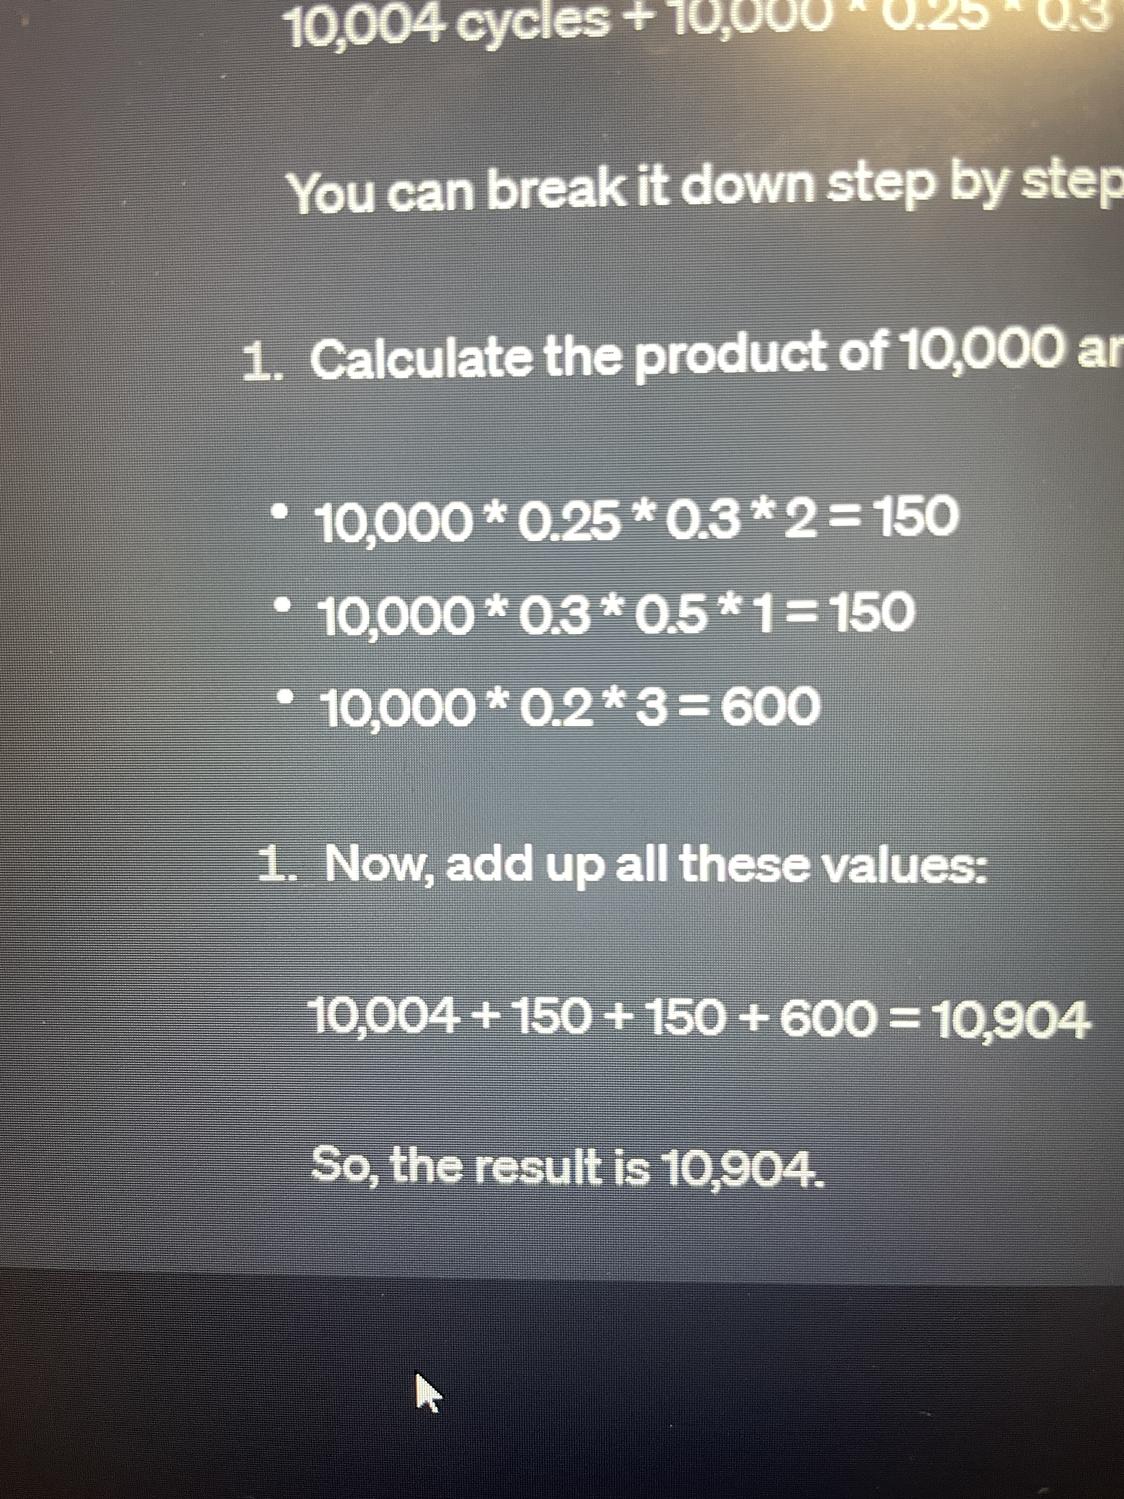 10,004 cycles + 10,000 * 0.25 * 0.3
You can break it down step by step
1. Calculate the product of 10,000
• 10,000 * 0.25 * 0.3 * 2 = 150
• 10,000 * 0.3 * 0.5 * 1 = 150
• 10,000 * 0.2 * 3 = 600
1. Now, add up all these values:
10,004 + 150 + 150 + 600 = 10,904
So, the result is 10,904.